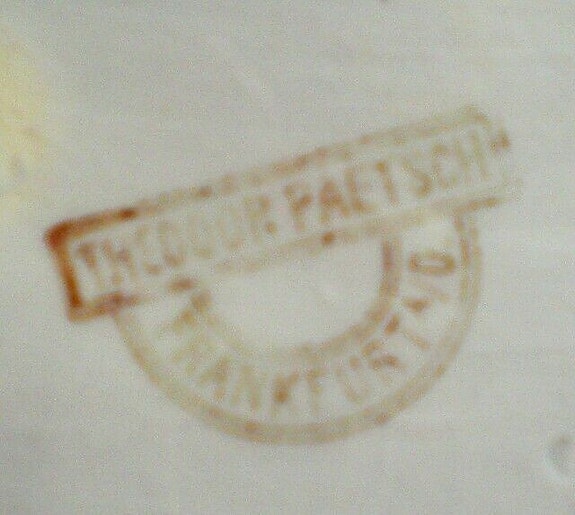 THEODOR PAETSCH
FRANKFURT A/O